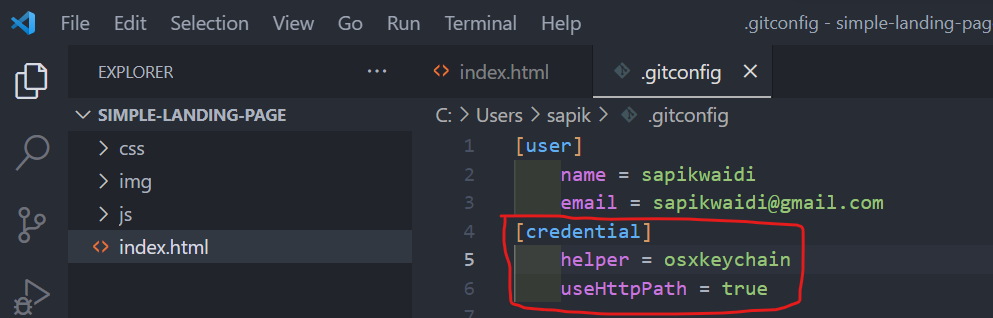 File Edit Selection View Go Run Terminal Help .gitconfig - simple-landing-pag
EXPLORER ...
index.html .gitconfig
SIMPLE-LANDING-PAGE
css
img
js
index.html
C: > Users > sapik > .gitconfig
1 [user]
2 name = sapikwaidi
3 email = sapikwaidi@gmail.com
4 [credential]
5 helper = osxkeychain
6 useHttpPath = true